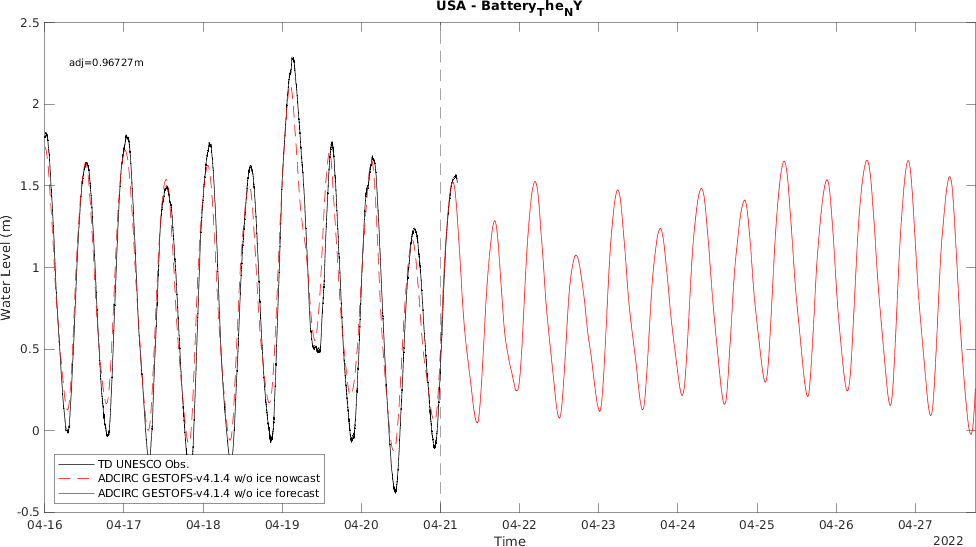 USA - Battery_The_NY
2.5
adj=0.96727m
2
1.5
1
0.5
0
-0.5
Water Level (m)
TD UNESCO Obs.
ADCIRC GESTOFS-v4.1.4 w/o ice nowcast
ADCIRC GESTOFS-v4.1.4 w/o ice forecast
04-16 04-17 04-18 04-19 04-20 04-21 04-22 04-23 04-24 04-25 04-26 04-27
Time
2022